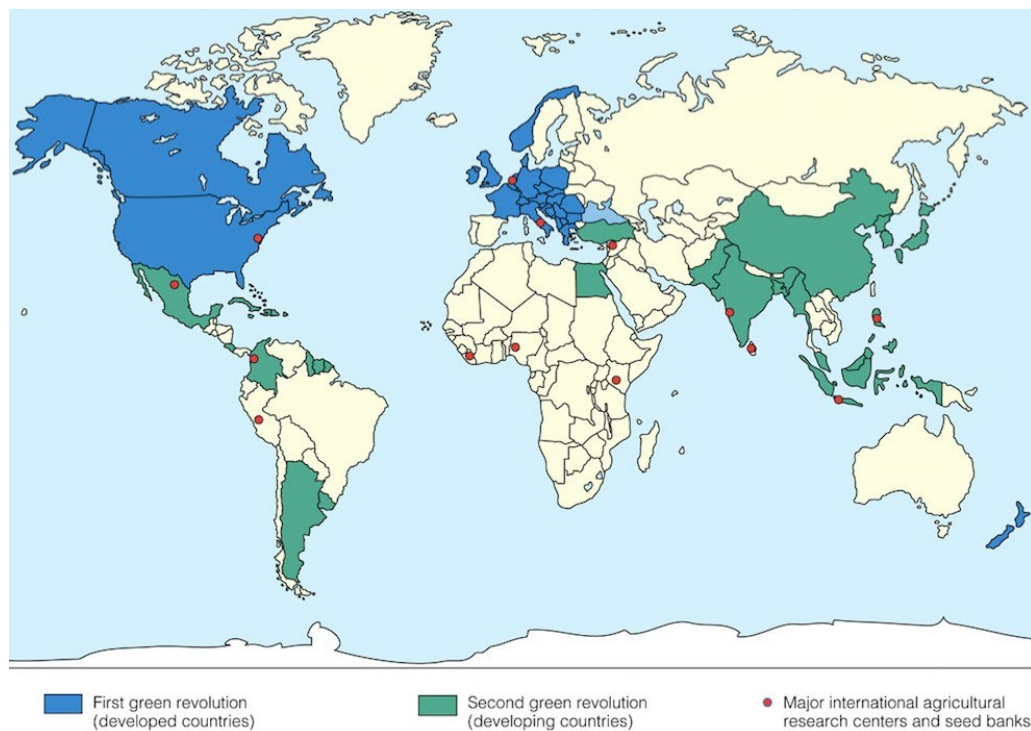 First green revolution
(developed countries)
Second green revolution
(developing countries)
Major international agricultural
research centers and seed banks